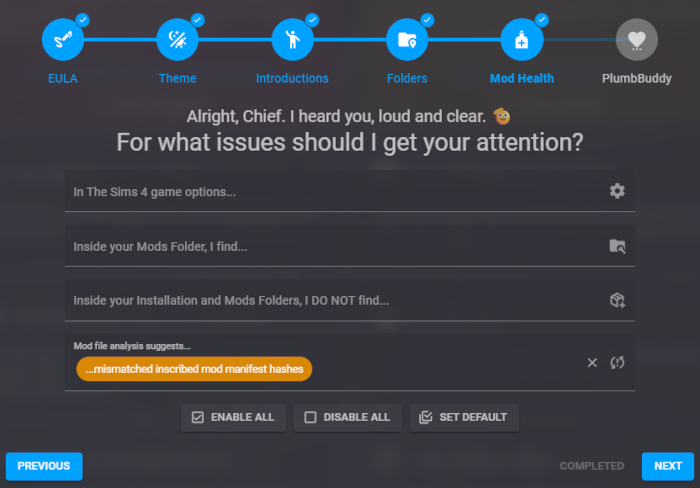 EULA
Theme
Introductions
Folders
Mod Health
PlumbBuddy
Alright, Chief. I heard you, loud and clear.
For what issues should I get your attention?
In The Sims 4 game options...
Inside your Mods Folder, I find...
Inside your Installation and Mods Folders, I DO NOT find...
Mod file analysis suggests...
...mismatched inscribed mod manifest hashes
ENABLE ALL
DISABLE ALL
SET DEFAULT
PREVIOUS
COMPLETED
NEXT